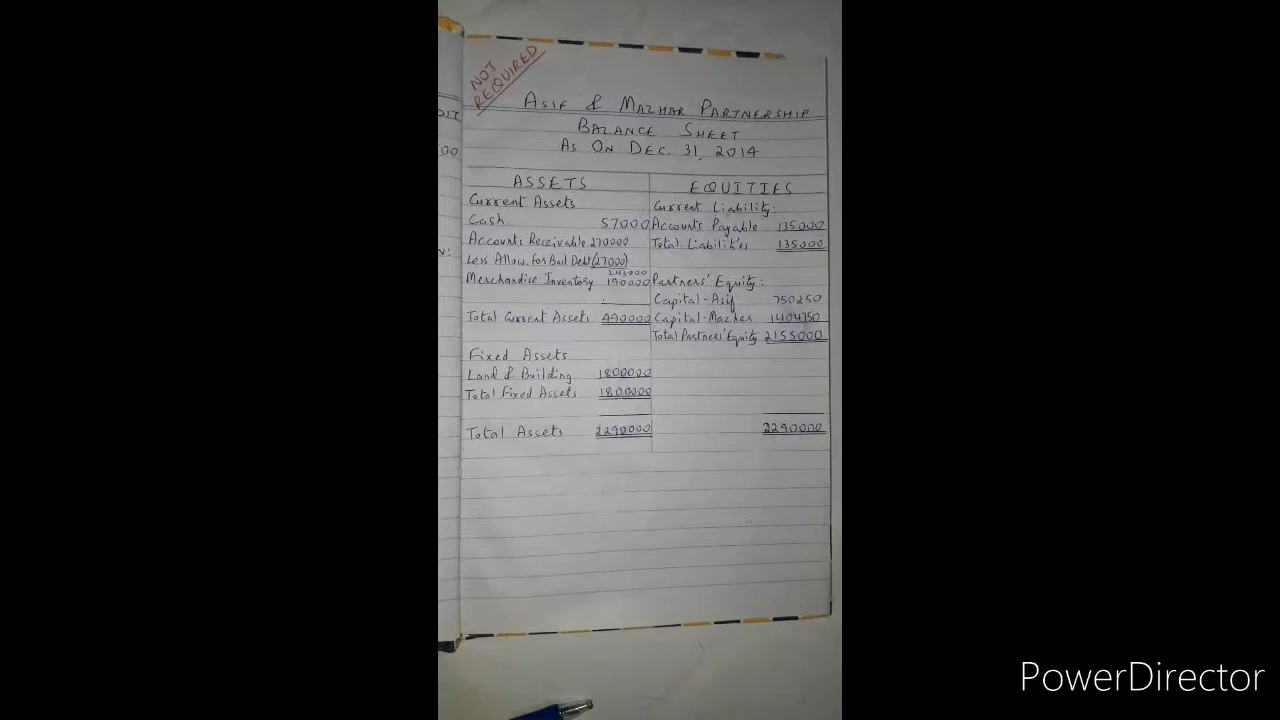 NOT
REQUIRED
ASIF & MAZHAR PARTNERSHIP
BALANCE SHEET
AS ON DEC. 31, 2014
ASSETS
Current Assets
Cash 57000
Accounts Receivable 270000
Less Allow. For Bad Debt (27000)
243000
Merchandice Inventory 190000
Total Current Assets 490000
Fixed Assets
Land & Building 1800000
Total Fixed Assets 1800000
Total Assets 2290000
EQUITIES
Current Liability:
Accounts Payable 135000
Total Liabilities 135000
Partners' Equity:
Capital-Asif 750250
Capital-Mazhar 1404750
Total Partners' Equity 2155000
2290000
DIT
00
N:
PowerDirector